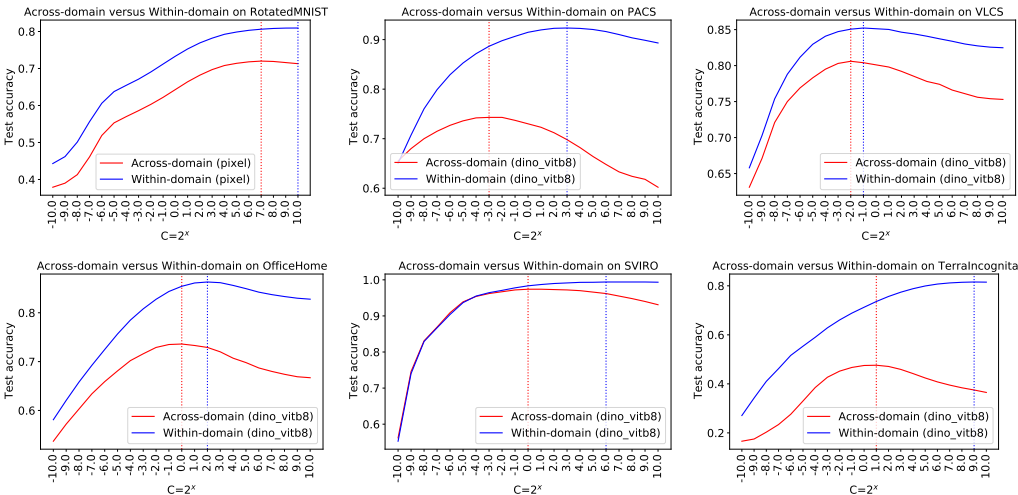 Across-domain versus Within-domain on RotatedMNIST
Test accuracy
0.8
0.7
0.6
0.5
0.4
Across-domain (pixel)
Within-domain (pixel)
-10.0 -9.0 -8.0 -7.0 -6.0 -5.0 -4.0 -3.0 -2.0 -1.0 0.0 1.0 2.0 3.0 4.0 5.0 6.0 7.0 8.0 9.0 10.0
C=2ˣ
Across-domain versus Within-domain on PACS
Test accuracy
0.9
0.8
0.7
0.6
Across-domain (dino_vitb8)
Within-domain (dino_vitb8)
-10.0 -9.0 -8.0 -7.0 -6.0 -5.0 -4.0 -3.0 -2.0 -1.0 0.0 1.0 2.0 3.0 4.0 5.0 6.0 7.0 8.0 9.0 10.0
C=2ˣ
Across-domain versus Within-domain on VLCS
Test accuracy
0.85
0.80
0.75
0.70
0.65
Across-domain (dino_vitb8)
Within-domain (dino_vitb8)
-10.0 -9.0 -8.0 -7.0 -6.0 -5.0 -4.0 -3.0 -2.0 -1.0 0.0 1.0 2.0 3.0 4.0 5.0 6.0 7.0 8.0 9.0 10.0
C=2ˣ
Across-domain versus Within-domain on OfficeHome
Test accuracy
0.8
0.7
0.6
Across-domain (dino_vitb8)
Within-domain (dino_vitb8)
-10.0 -9.0 -8.0 -7.0 -6.0 -5.0 -4.0 -3.0 -2.0 -1.0 0.0 1.0 2.0 3.0 4.0 5.0 6.0 7.0 8.0 9.0 10.0
C=2ˣ
Across-domain versus Within-domain on SVIRO
Test accuracy
1.0
0.9
0.8
0.7
0.6
Across-domain (dino_vitb8)
Within-domain (dino_vitb8)
-10.0 -9.0 -8.0 -7.0 -6.0 -5.0 -4.0 -3.0 -2.0 -1.0 0.0 1.0 2.0 3.0 4.0 5.0 6.0 7.0 8.0 9.0 10.0
C=2ˣ
Across-domain versus Within-domain on TerraIncognita
Test accuracy
0.8
0.6
0.4
0.2
Across-domain (dino_vitb8)
Within-domain (dino_vitb8)
-10.0 -9.0 -8.0 -7.0 -6.0 -5.0 -4.0 -3.0 -2.0 -1.0 0.0 1.0 2.0 3.0 4.0 5.0 6.0 7.0 8.0 9.0 10.0
C=2ˣ